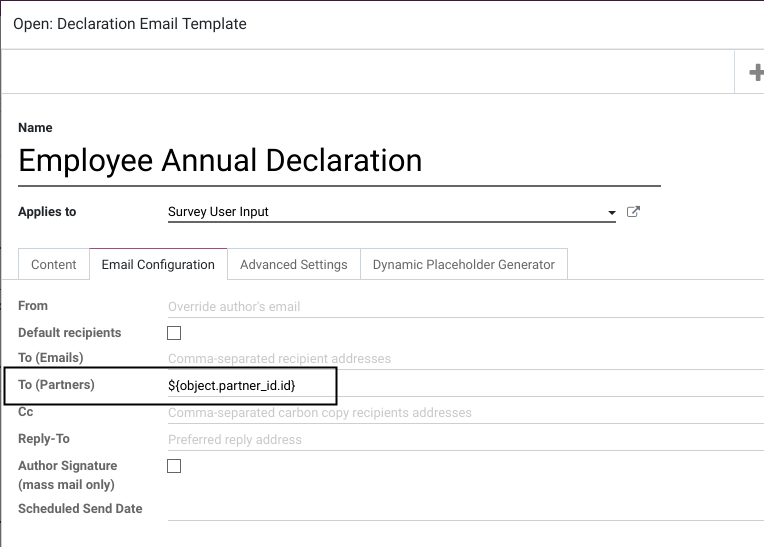 Open: Declaration Email Template
Name
Employee Annual Declaration
Applies to Survey User Input
Content Email Configuration Advanced Settings Dynamic Placeholder Generator
From Override author's email
Default recipients
To (Emails) Comma-separated recipient addresses
To (Partners) ${object.partner_id.id}
Cc Comma-separated carbon copy recipients addresses
Reply-To Preferred reply address
Author Signature
(mass mail only)
Scheduled Send Date